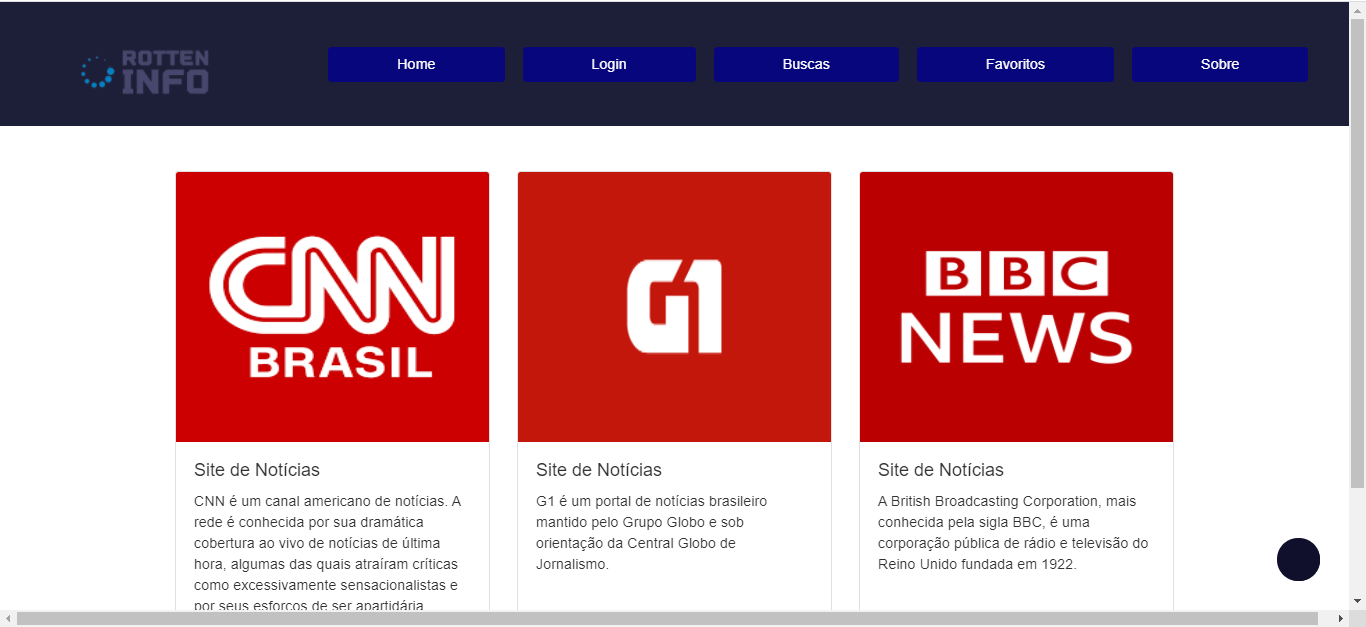 ROTTEN
INFO
Home
Login
Buscas
Favoritos
Sobre
CNN
BRASIL
G1
BBC
NEWS
Site de Notícias
CNN é um canal americano de notícias. A
rede é conhecida por sua dramática
cobertura ao vivo de notícias de última
hora, algumas das quais atraíram críticas
como excessivamente sensacionalistas e
por seus esforços de ser apartidária
Site de Notícias
G1 é um portal de notícias brasileiro
mantido pelo Grupo Globo e sob
orientação da Central Globo de
Jornalismo.
Site de Notícias
A British Broadcasting Corporation, mais
conhecida pela sigla BBC, é uma
corporação pública de rádio e televisão do
Reino Unido fundada em 1922.